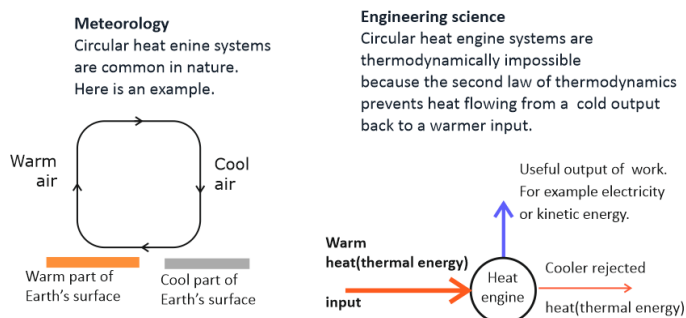 Meteorology
Circular heat enine systems
are common in nature.
Here is an example.
Warm
air
Cool
air
Warm part of
Earth's surface
Cool part of
Earth's surface
Engineering science
Circular heat engine systems are
thermodynamically impossible
because the second law of thermodynamics
prevents heat flowing from a cold output
back to a warmer input.
Useful output of work.
For example electricity
or kinetic energy.
Warm
heat(thermal energy)
input
Heat
engine
Cooler rejected
heat(thermal energy)